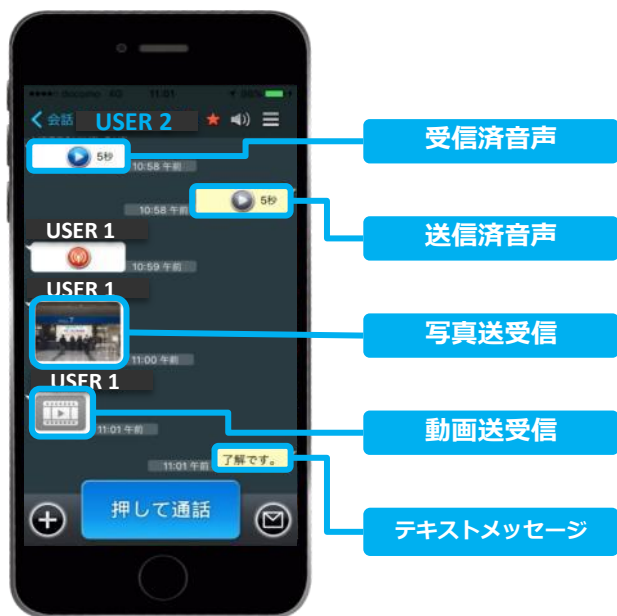 docomo 4G 11:01 98%
会話 USER 2
5秒
10:58 午前
受信済音声
5秒
10:58 午前
送信済音声
USER 1
10:59 午前
USER 1
11:00 午前
写真送受信
USER 1
11:01 午前
動画送受信
了解です。
11:01 午前
テキストメッセージ
押して通話